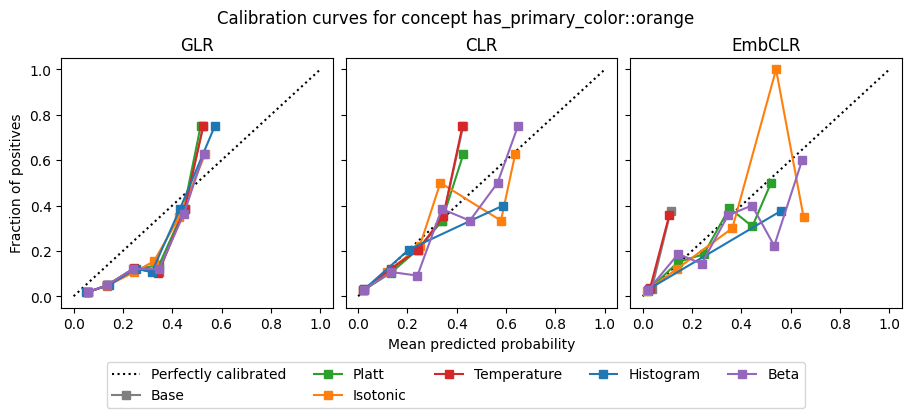 Calibration curves for concept has_primary_color::orange
GLR
CLR
EmbCLR
Fraction of positives
1.0
0.8
0.6
0.4
0.2
0.0
0.0 0.2 0.4 0.6 0.8 1.0
0.0 0.2 0.4 0.6 0.8 1.0
0.0 0.2 0.4 0.6 0.8 1.0
Mean predicted probability
Perfectly calibrated Platt Temperature Histogram Beta
Base Isotonic